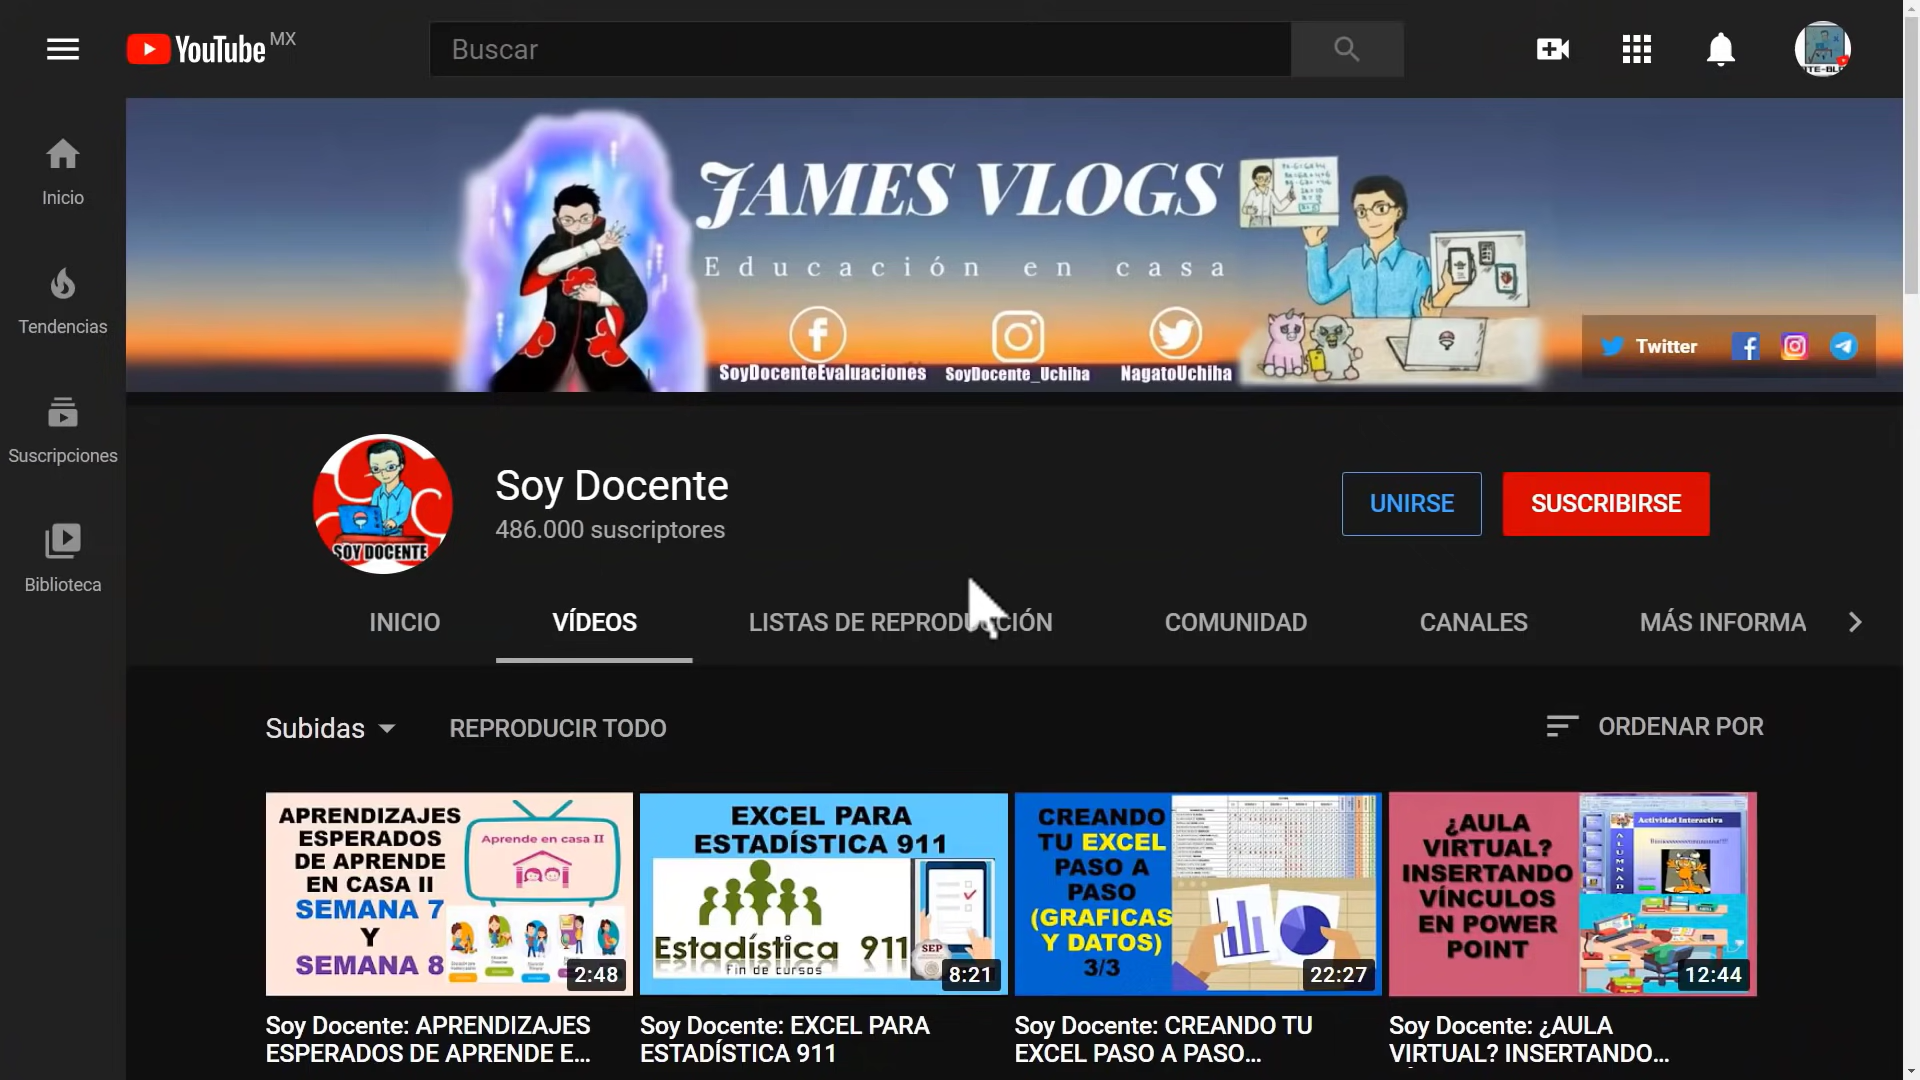 YouTube MX
Buscar
Inicio
Tendencias
Suscripciones
Biblioteca
JAMES VLOGS
Educación en casa
SoyDocenteEvaluaciones
SoyDocente_Uchiha
NagatoUchiha
Twitter
SOY DOCENTE
Soy Docente
486.000 suscriptores
UNIRSE
SUSCRIBIRSE
INICIO
VÍDEOS
LISTAS DE REPRODUCCIÓN
COMUNIDAD
CANALES
MÁS INFORMA
Subidas
REPRODUCIR TODO
ORDENAR POR
APRENDIZAJES
ESPERADOS
DE APRENDE
EN CASA II
SEMANA 7
Y
SEMANA 8
Aprende en casa II
2:48
EXCEL PARA
ESTADÍSTICA 911
Estadística 911
Fin de cursos
SEP
8:21
CREANDO
TU EXCEL
PASO A
PASO
(GRAFICAS
Y DATOS)
3/3
22:27
¿AULA
VIRTUAL?
INSERTANDO
VÍNCULOS
EN POWER
POINT
Actividad Interactiva
ALUMNAD
12:44
Soy Docente: APRENDIZAJES
ESPERADOS DE APRENDE E...
Soy Docente: EXCEL PARA
ESTADÍSTICA 911
Soy Docente: CREANDO TU
EXCEL PASO A PASO...
Soy Docente: ¿AULA
VIRTUAL? INSERTANDO...